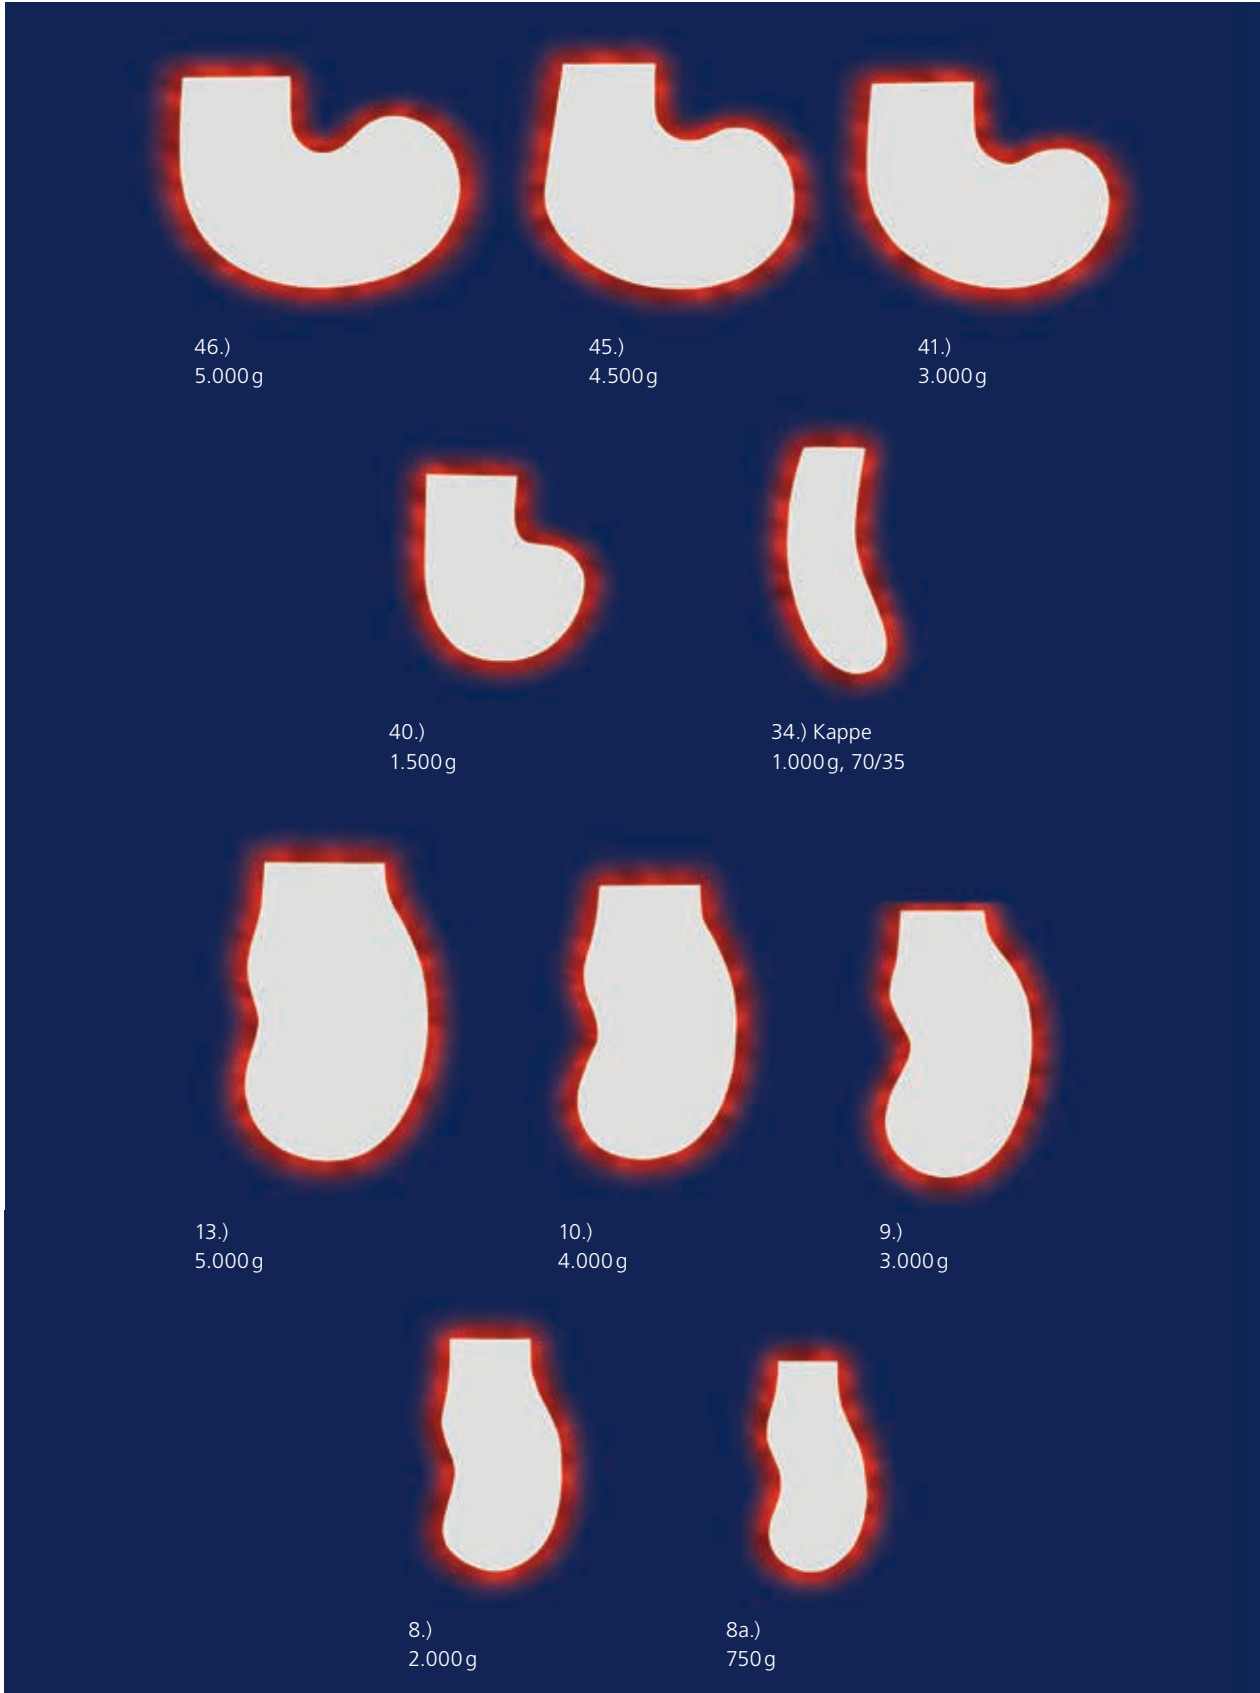 46.)
5.000 g
45.)
4.500 g
41.)
3.000 g
40.)
1.500 g
34.) Kappe
1.000 g, 70/35
13.)
5.000 g
10.)
4.000 g
9.)
3.000 g
8.)
2.000 g
8a.)
750 g